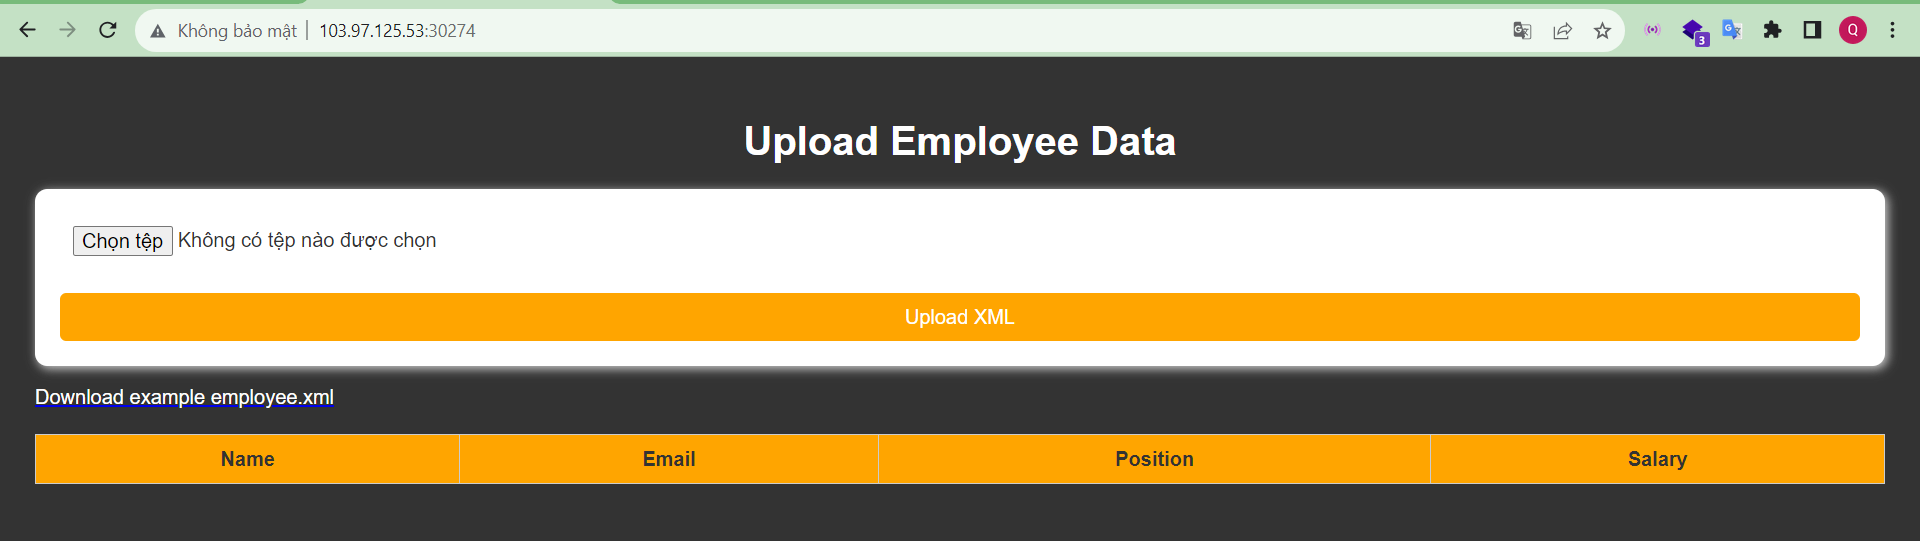 Không bảo mật | 103.97.125.53:30274
3
Q
Upload Employee Data
Chọn tệp Không có tệp nào được chọn
Upload XML
Download example employee.xml
Name Email Position Salary